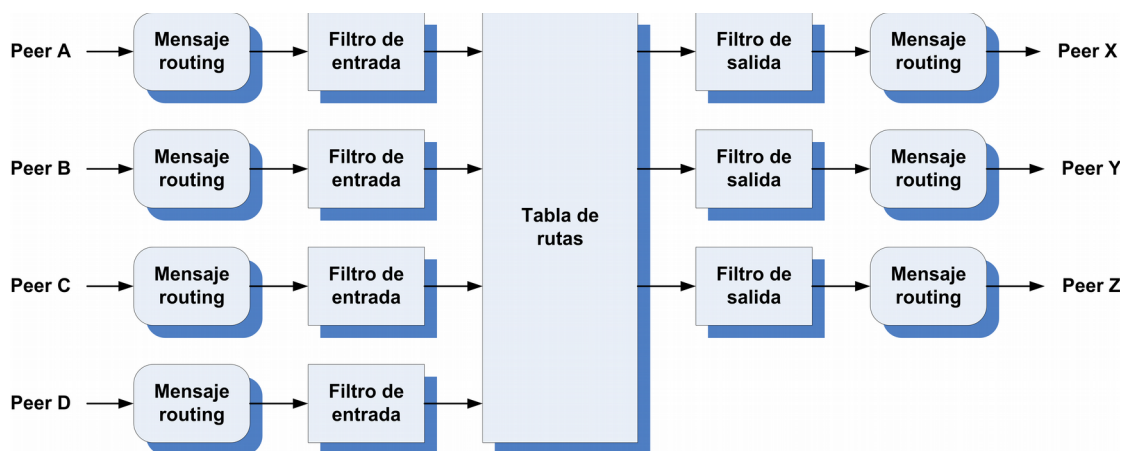 Peer A
Mensaje
routing
Filtro de
entrada
Filtro de
salida
Mensaje
routing
Peer X
Peer B
Mensaje
routing
Filtro de
entrada
Filtro de
salida
Mensaje
routing
Peer Y
Tabla de
rutas
Peer C
Mensaje
routing
Filtro de
entrada
Filtro de
salida
Mensaje
routing
Peer Z
Peer D
Mensaje
routing
Filtro de
entrada